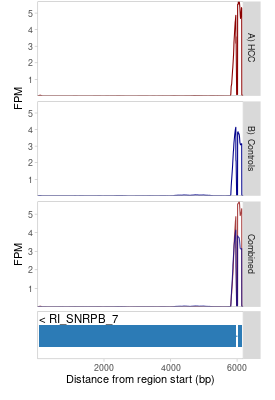 5
4
3
2
1
FPM
A) HCC
5
4
3
2
1
B) Controls
5
4
3
2
1
FPM
Combined
< RI_SNRPB_7
2000
4000
6000
Distance from region start (bp)